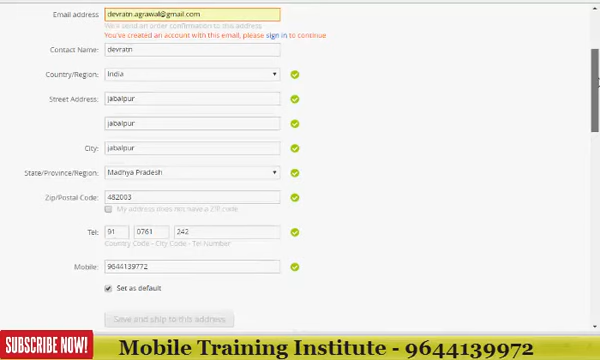 Email address devratn.agrawal@gmail.com
We'll send an order confirmation to this address
You've created an account with this email, please sign in to continue
Contact Name: devratn
Country/Region: India
Street Address: jabalpur
jabalpur
City: jabalpur
State/Province/Region: Madhya Pradesh
Zip/Postal Code: 482003
My address does not have a ZIP code
Tel: 91 0761 242
Country Code - City Code - Tel Number
Mobile: 9644139772
Set as default
Save and ship to this address
SUBSCRIBE NOW! Mobile Training Institute - 9644139972